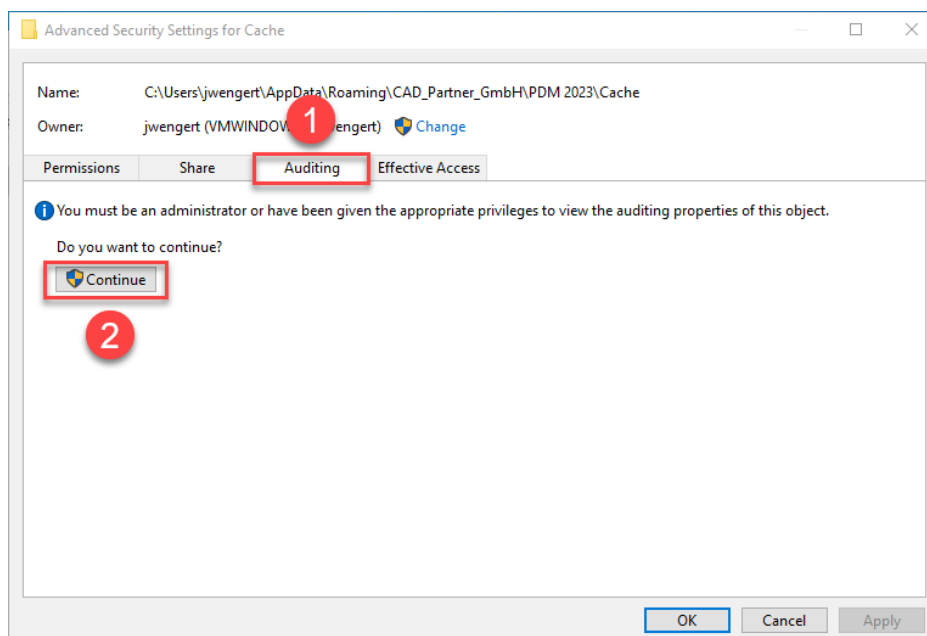 Advanced Security Settings for Cache
Name: C:\Users\jwengert\AppData\Roaming\CAD_Partner_GmbH\PDM 2023\Cache
Owner: jwengert (VMWINDOW engert) Change
1
Permissions Share Auditing Effective Access
You must be an administrator or have been given the appropriate privileges to view the auditing properties of this object.
Do you want to continue?
Continue
2
OK Cancel Apply